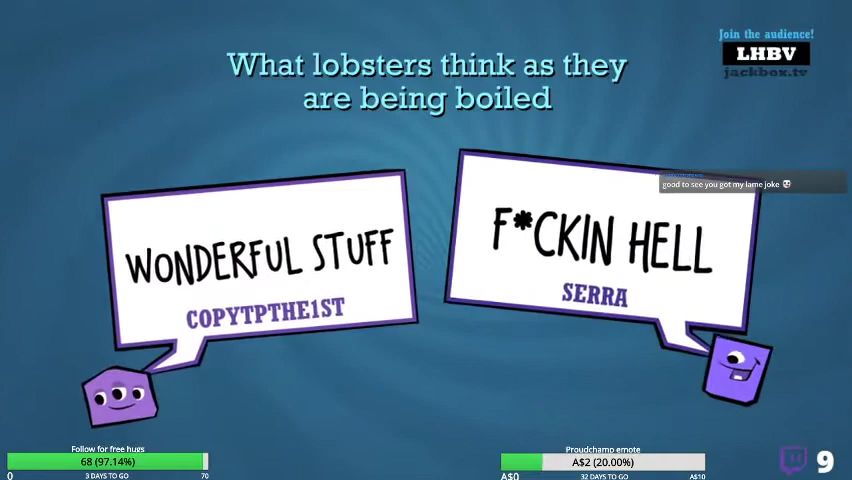 Join the audience!
LHBV
jackbox.tv
What lobsters think as they
are being boiled
good to see you got my lame joke
WONDERFUL STUFF
COPYTPTHE1ST
F*CKIN HELL
SERRA
Follow for free hugs
68 (97.14%)
0
3 DAYS TO GO
70
Proudchamp emote
A$2 (20.00%)
A$0
32 DAYS TO GO
A$10
9